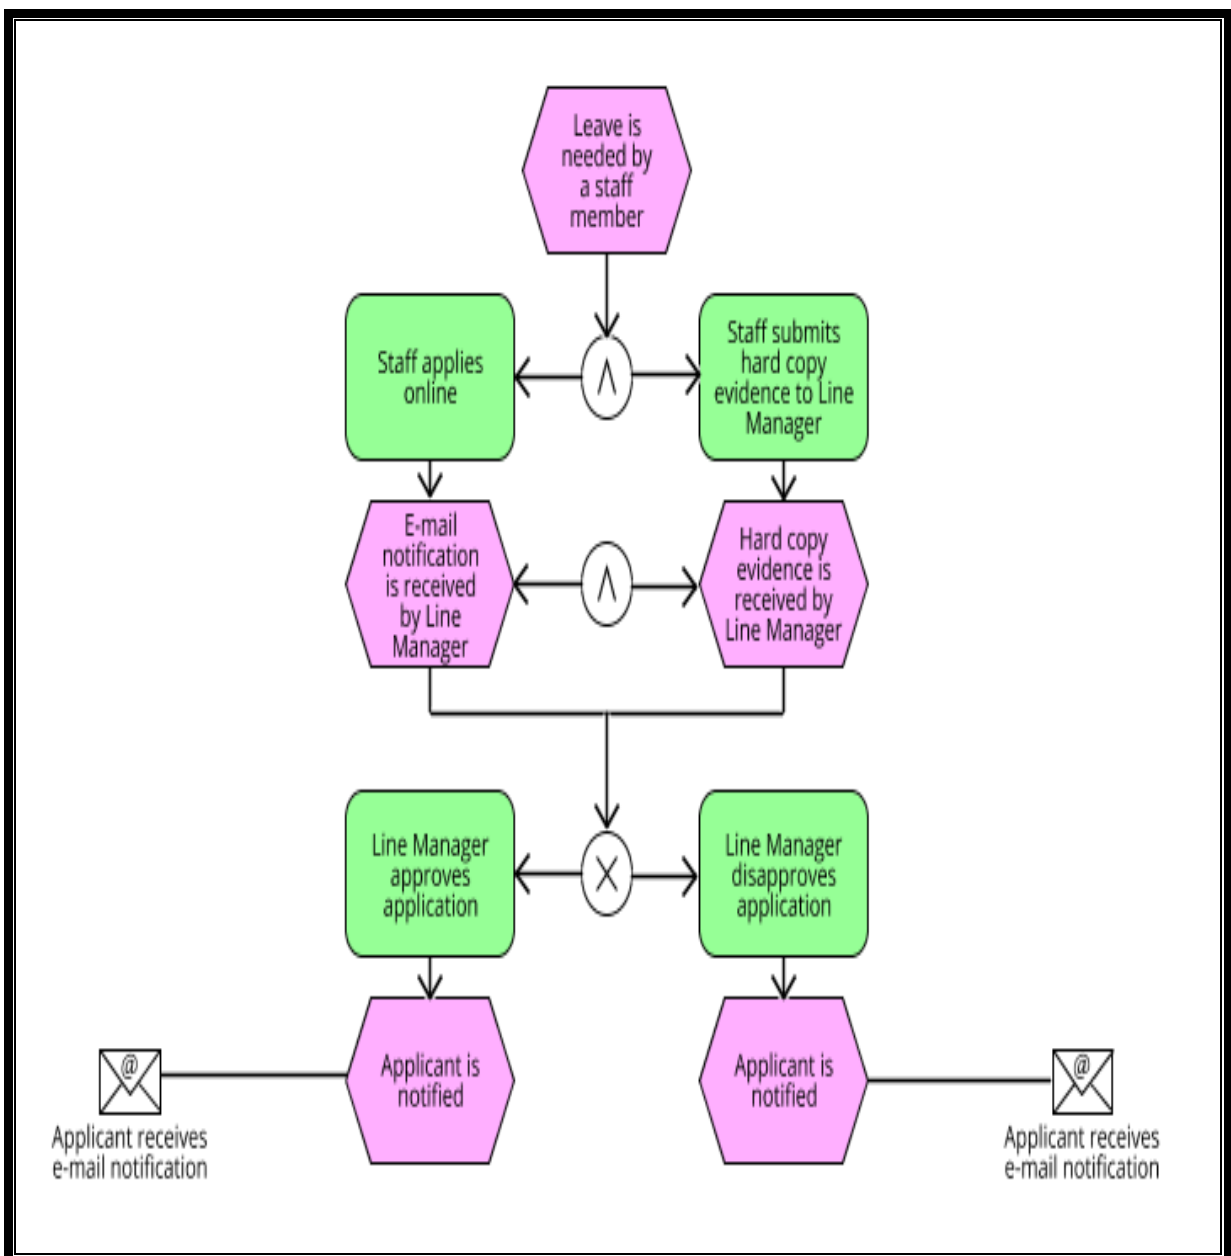 Leave is
needed by
a staff
member
Staff applies
online
Staff submits
hard copy
evidence to Line
Manager
E-mail
notification
is received
by Line
Manager
Hard copy
evidence is
received by
Line Manager
Line Manager
approves
application
Line Manager
disapproves
application
Applicant is
notified
Applicant is
notified
@
Applicant receives
e-mail notification
@
Applicant receives
e-mail notification